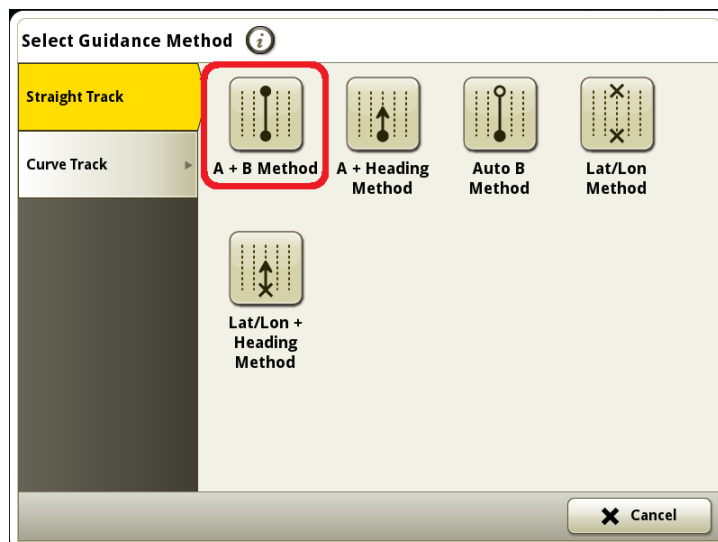 Select Guidance Method i
Straight Track
Curve Track
A + B Method
A + Heading
Method
Auto B
Method
Lat/Lon
Method
Lat/Lon +
Heading
Method
Cancel